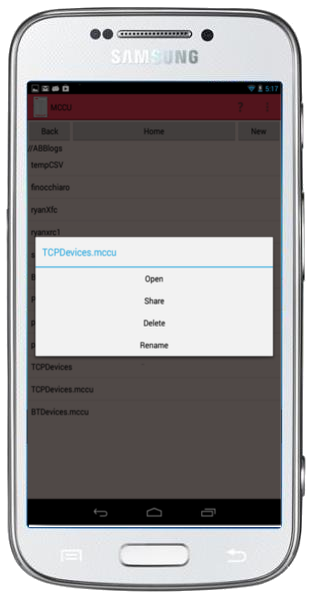 SAMSUNG
5:17
MCCU
?
Back Home New
//ABBlogs
tempCSV
finocchiaro
ryanXfc
ryanxrc1
TCPDevices.mccu
Open
Share
Delete
Rename
TCPDevices
TCPDevices.mccu
BTDevices.mccu